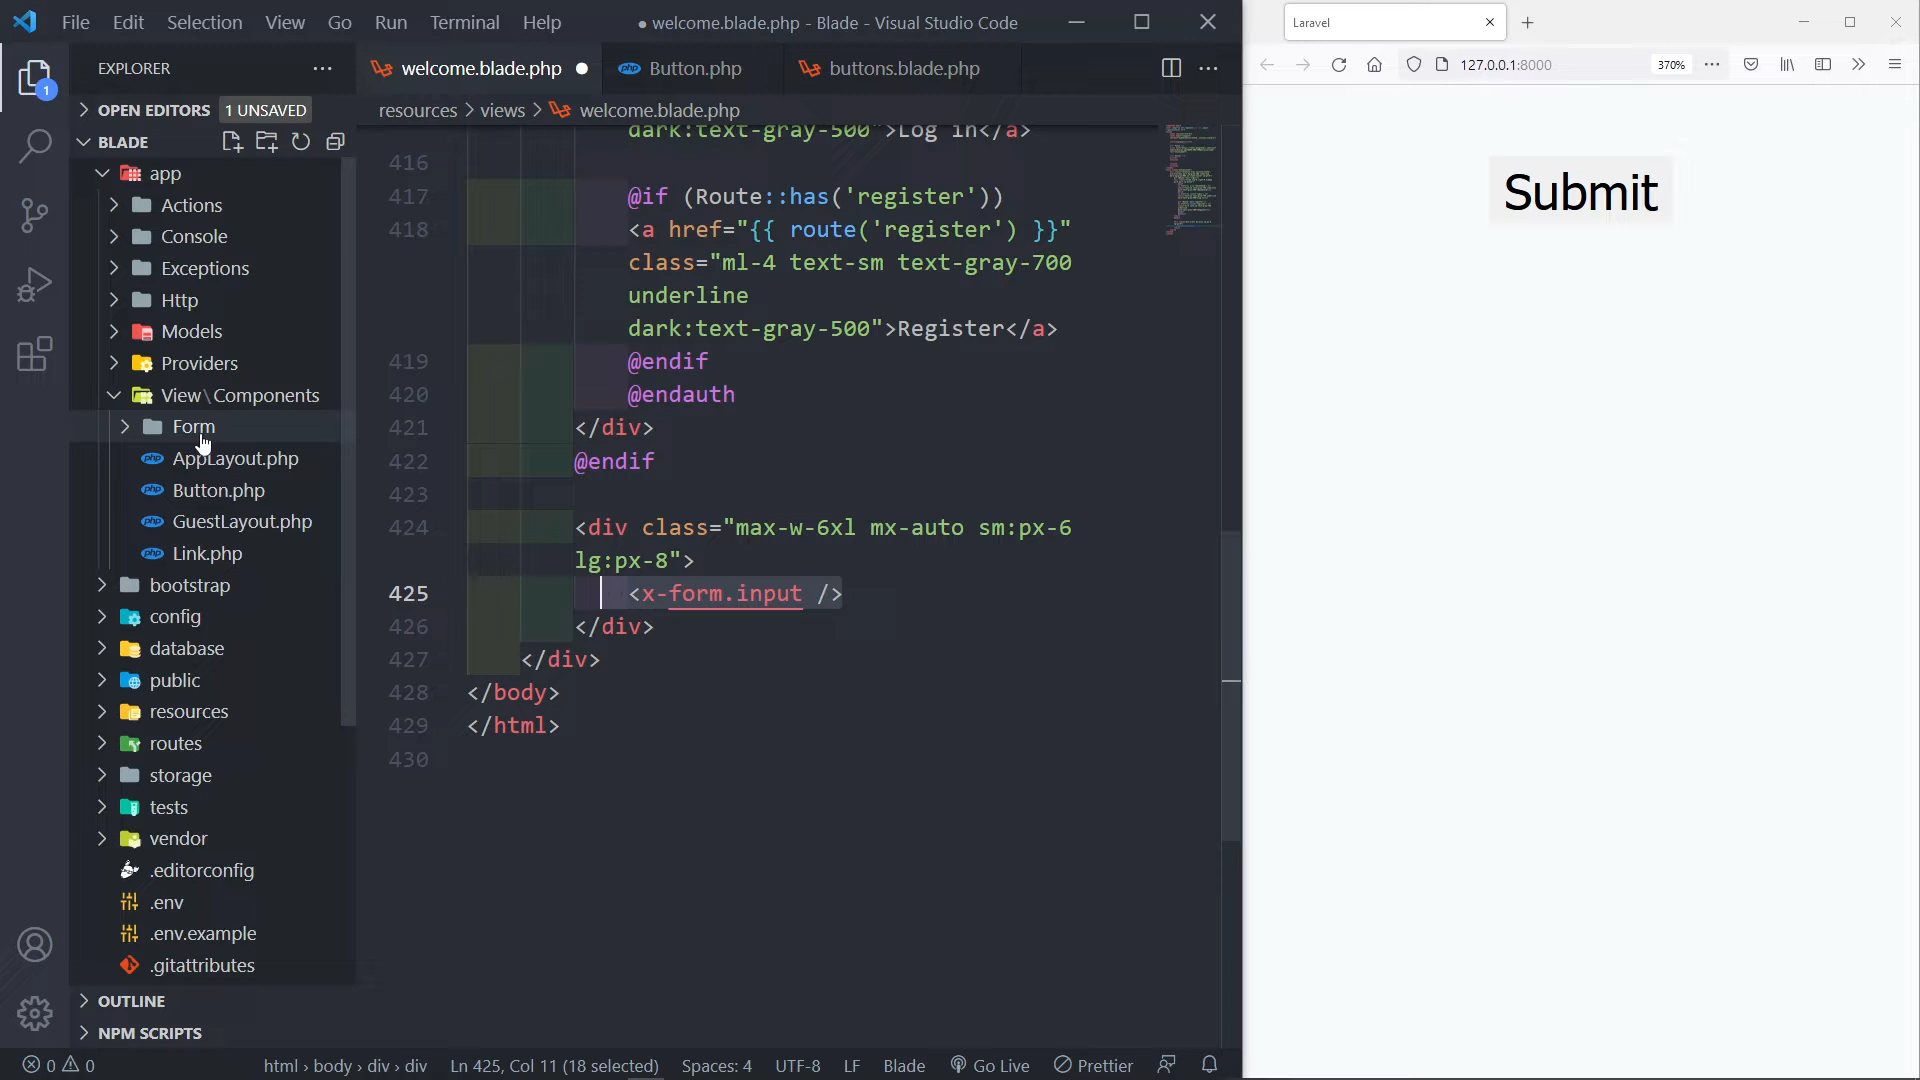 File Edit Selection View Go Run Terminal Help
● welcome.blade.php - Blade - Visual Studio Code
Laravel
EXPLORER
welcome.blade.php
Button.php
buttons.blade.php
127.0.0.1:8000
370%
OPEN EDITORS 1 UNSAVED
resources > views > welcome.blade.php
BLADE
1
app
Actions
Console
Exceptions
Http
Models
Providers
View\Components
Form
AppLayout.php
Button.php
GuestLayout.php
Link.php
bootstrap
config
database
public
resources
routes
storage
tests
vendor
.editorconfig
.env
.env.example
.gitattributes
OUTLINE
NPM SCRIPTS
dark:text-gray-500">Log in</a>
416
417 @if (Route::has('register'))
418 <a href="{{ route('register') }}"
class="ml-4 text-sm text-gray-700
underline
dark:text-gray-500">Register</a>
419 @endif
420 @endauth
421 </div>
422 @endif
423
424 <div class="max-w-6xl mx-auto sm:px-6
lg:px-8">
425 <x-form.input />
426 </div>
427 </div>
428 </body>
429 </html>
430
Submit
0 0
html › body › div › div
Ln 425, Col 11 (18 selected)
Spaces: 4
UTF-8
LF
Blade
Go Live
Prettier